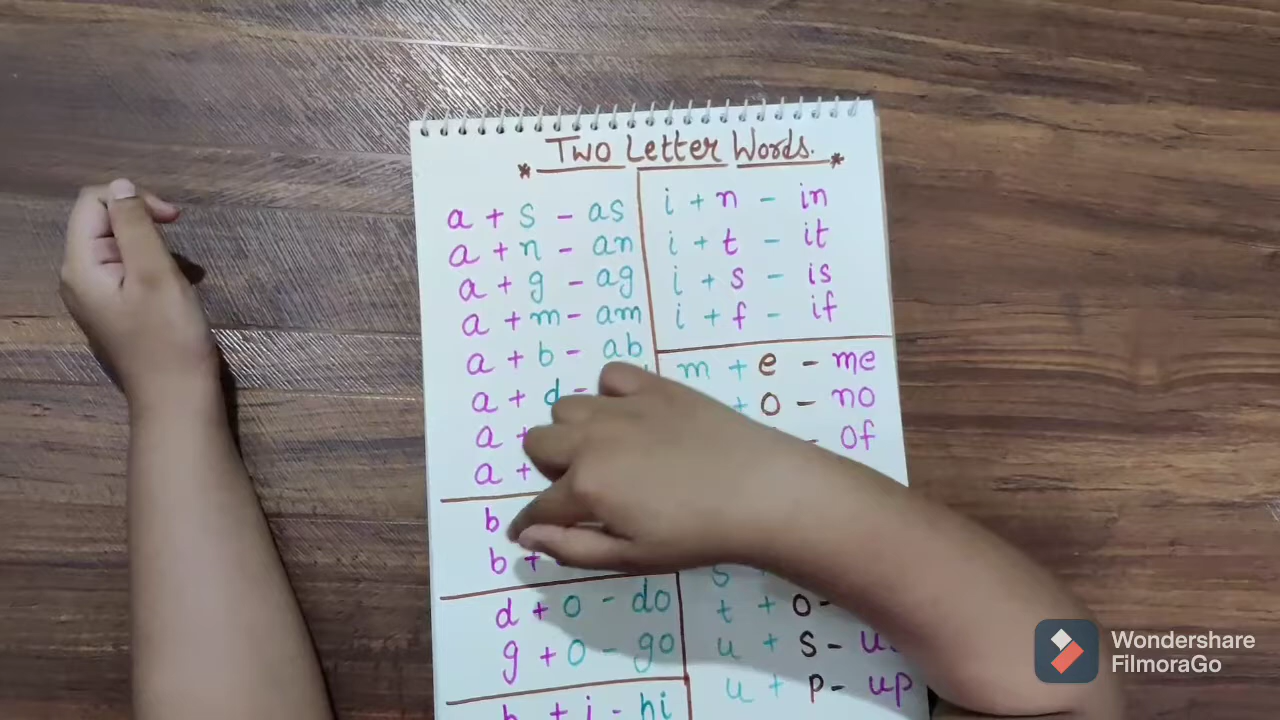 * Two Letter Words. *
a + s - as
a + n - an
a + g - ag
a + m - am
a + b - ab
a + d -
a +
a +
b
b +
d + o - do
g + o - go
h + i - hi
i + n - in
i + t - it
i + s - is
i + f - if
m + e - me
+ o - no
- of
s
t + o -
u + s - u
u + p - up
Wondershare
FilmoraGo